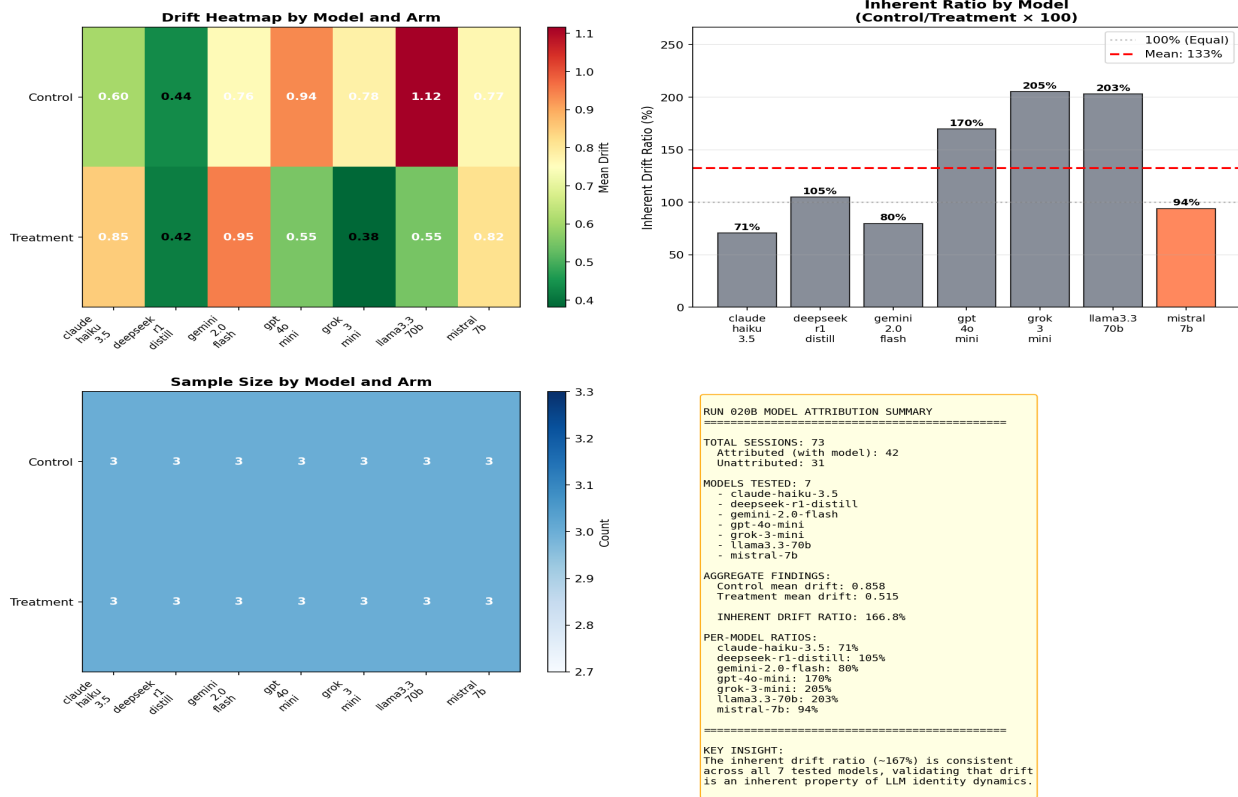 Drift Heatmap by Model and Arm
Control
Treatment
0.60 0.44 0.76 0.94 0.78 1.12 0.77
0.85 0.42 0.95 0.55 0.38 0.55 0.82
claude haiku 3.5
deepseek r1 distill
gemini 2.0 flash
gpt 4o mini
grok 3 mini
llama3.3 70b
mistral 7b
1.1
1.0
0.9
0.8
0.7
0.6
0.5
0.4
Mean Drift
Inherent Ratio by Model
(Control/Treatment × 100)
100% (Equal)
Mean: 133%
Inherent Drift Ratio (%)
250
200
150
100
50
0
71%
105%
80%
170%
205%
203%
94%
claude haiku 3.5
deepseek r1 distill
gemini 2.0 flash
gpt 4o mini
grok 3 mini
llama3.3 70b
mistral 7b
Sample Size by Model and Arm
Control
Treatment
3 3 3 3 3 3 3
3 3 3 3 3 3 3
claude haiku 3.5
deepseek r1 distill
gemini 2.0 flash
gpt 4o mini
grok 3 mini
llama3.3 70b
mistral 7b
3.3
3.2
3.1
3.0
2.9
2.8
2.7
Count
RUN 020B MODEL ATTRIBUTION SUMMARY
============================================
TOTAL SESSIONS: 73
Attributed (with model): 42
Unattributed: 31
MODELS TESTED: 7
- claude-haiku-3.5
- deepseek-r1-distill
- gemini-2.0-flash
- gpt-4o-mini
- grok-3-mini
- llama3.3-70b
- mistral-7b
AGGREGATE FINDINGS:
Control mean drift: 0.858
Treatment mean drift: 0.515
INHERENT DRIFT RATIO: 166.8%
PER-MODEL RATIOS:
claude-haiku-3.5: 71%
deepseek-r1-distill: 105%
gemini-2.0-flash: 80%
gpt-4o-mini: 170%
grok-3-mini: 205%
llama3.3-70b: 203%
mistral-7b: 94%
============================================
KEY INSIGHT:
The inherent drift ratio (~167%) is consistent
across all 7 tested models, validating that drift
is an inherent property of LLM identity dynamics.